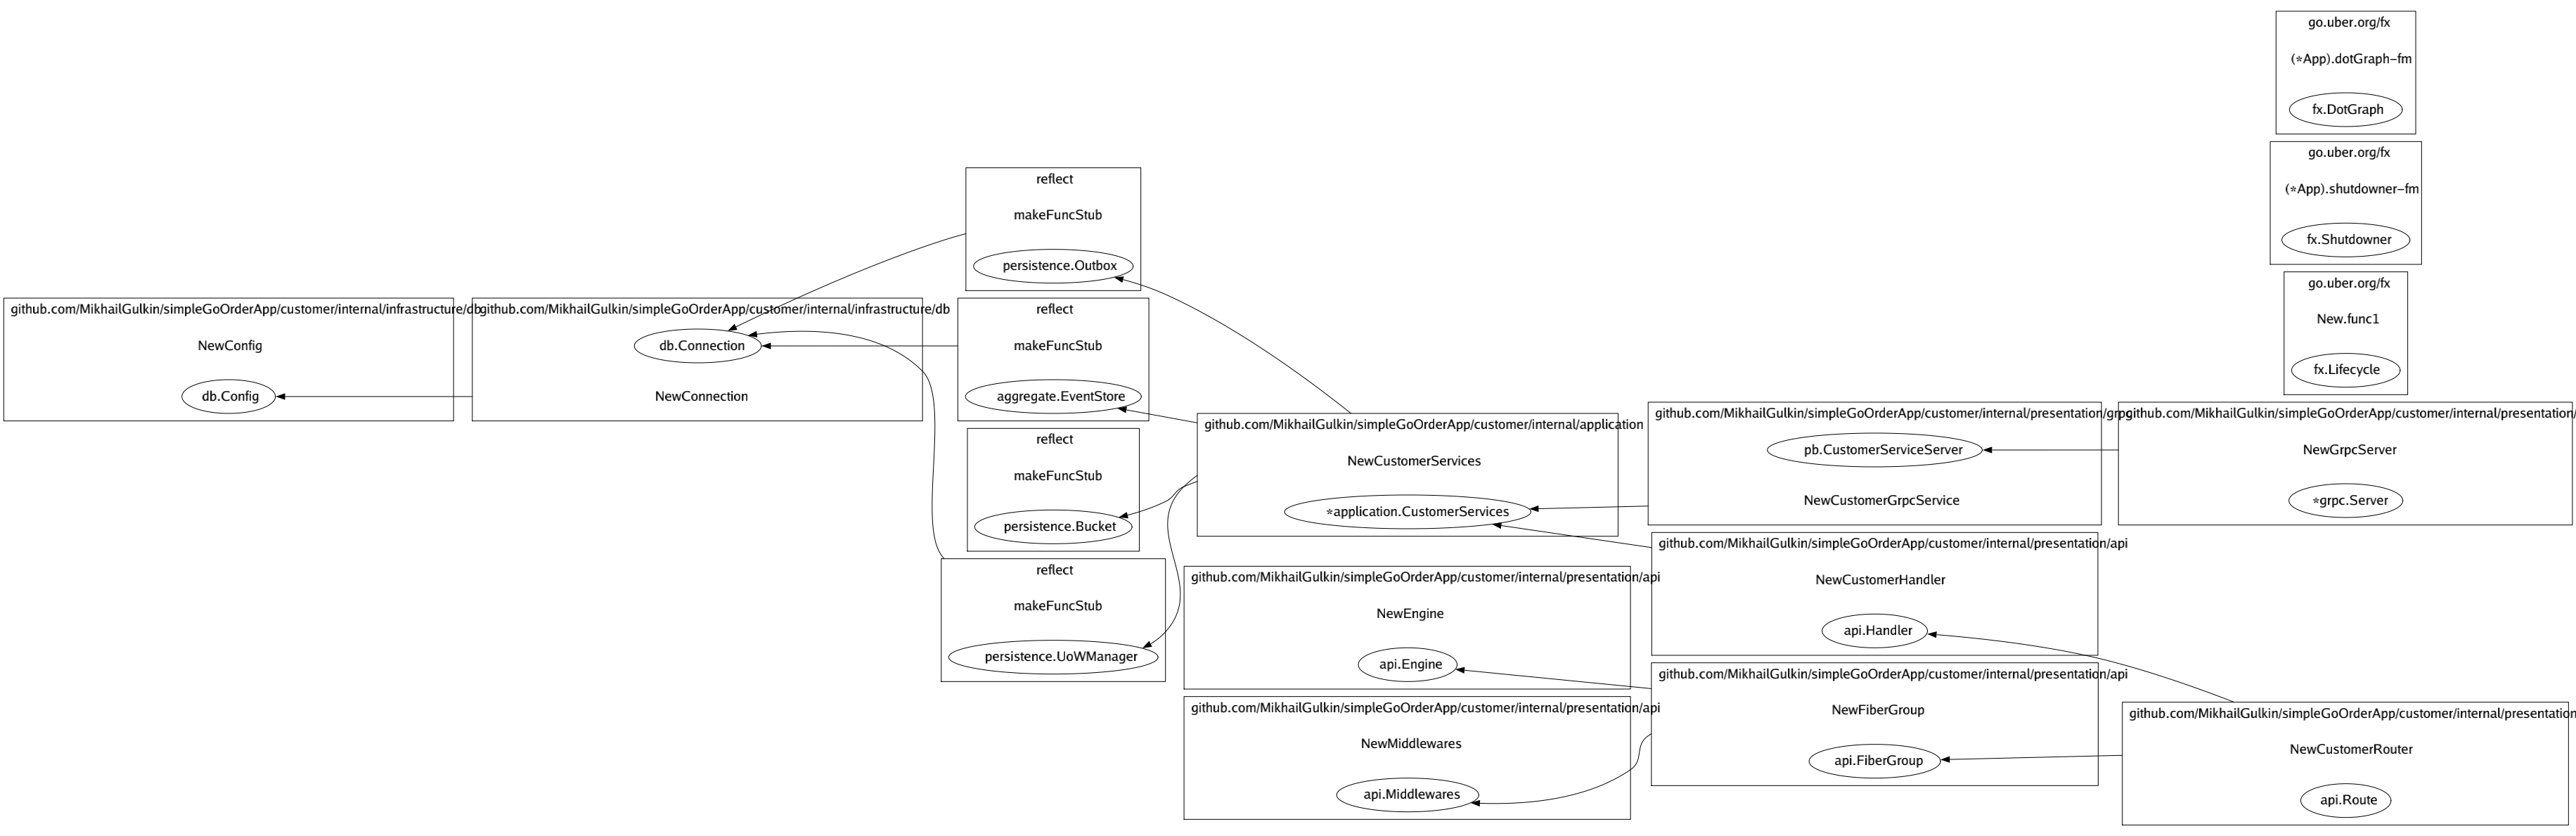 go.uber.org/fx
(*App).dotGraph-fm
fx.DotGraph
go.uber.org/fx
(*App).shutdowner-fm
fx.Shutdowner
go.uber.org/fx
New.func1
fx.Lifecycle
reflect
makeFuncStub
persistence.Outbox
github.com/MikhailGulkin/simpleGoOrderApp/customer/internal/infrastructure/db
NewConfig
db.Config
github.com/MikhailGulkin/simpleGoOrderApp/customer/internal/infrastructure/db
db.Connection
NewConnection
reflect
makeFuncStub
aggregate.EventStore
reflect
makeFuncStub
persistence.Bucket
reflect
makeFuncStub
persistence.UoWManager
github.com/MikhailGulkin/simpleGoOrderApp/customer/internal/application
NewCustomerServices
*application.CustomerServices
github.com/MikhailGulkin/simpleGoOrderApp/customer/internal/presentation/api
NewEngine
api.Engine
github.com/MikhailGulkin/simpleGoOrderApp/customer/internal/presentation/api
NewMiddlewares
api.Middlewares
github.com/MikhailGulkin/simpleGoOrderApp/customer/internal/presentation/grpc
pb.CustomerServiceServer
NewCustomerGrpcService
github.com/MikhailGulkin/simpleGoOrderApp/customer/internal/presentation/api
NewCustomerHandler
api.Handler
github.com/MikhailGulkin/simpleGoOrderApp/customer/internal/presentation/api
NewFiberGroup
api.FiberGroup
github.com/MikhailGulkin/simpleGoOrderApp/customer/internal/presentation/
NewGrpcServer
*grpc.Server
github.com/MikhailGulkin/simpleGoOrderApp/customer/internal/presentation
NewCustomerRouter
api.Route